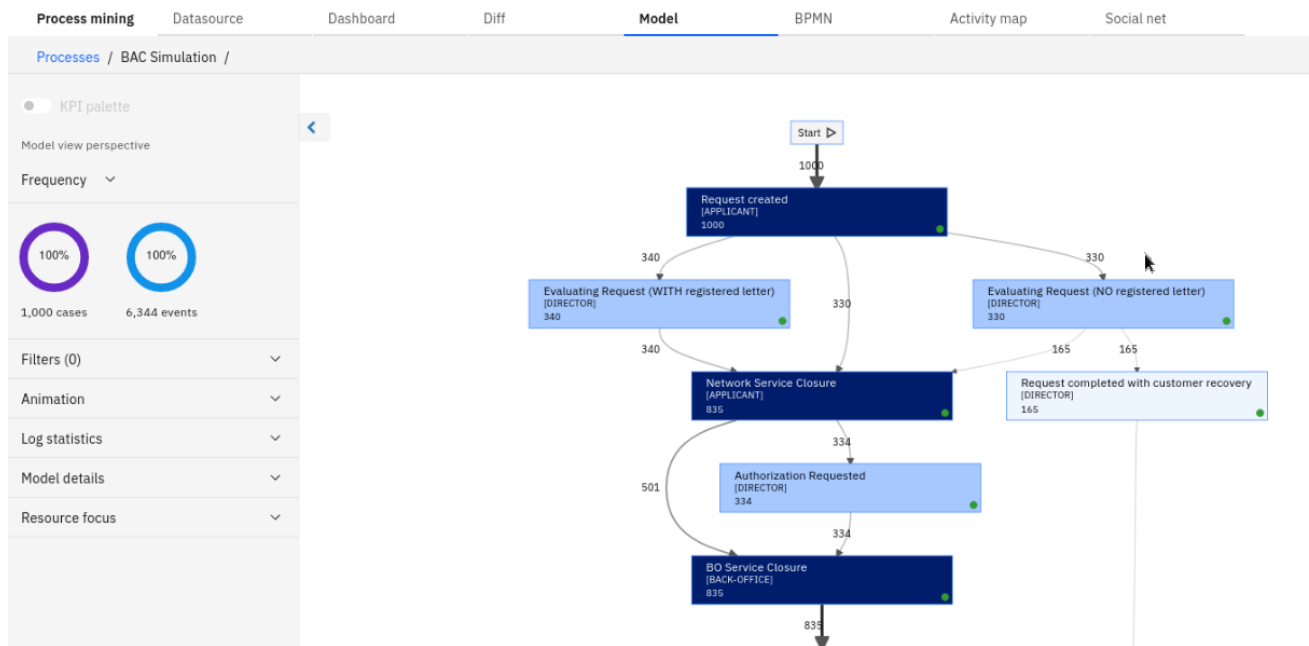 Process mining Datasource Dashboard Diff Model BPMN Activity map Social net
Processes / BAC Simulation /
KPI palette
Model view perspective
Frequency
100% 100%
1,000 cases 6,344 events
Filters (0)
Animation
Log statistics
Model details
Resource focus
Start
1000
Request created
[APPLICANT]
1000
340
330
330
Evaluating Request (WITH registered letter)
[DIRECTOR]
340
Evaluating Request (NO registered letter)
[DIRECTOR]
330
340
165
165
Network Service Closure
[APPLICANT]
835
Request completed with customer recovery
[DIRECTOR]
165
334
501
Authorization Requested
[DIRECTOR]
334
334
BO Service Closure
[BACK-OFFICE]
835
835